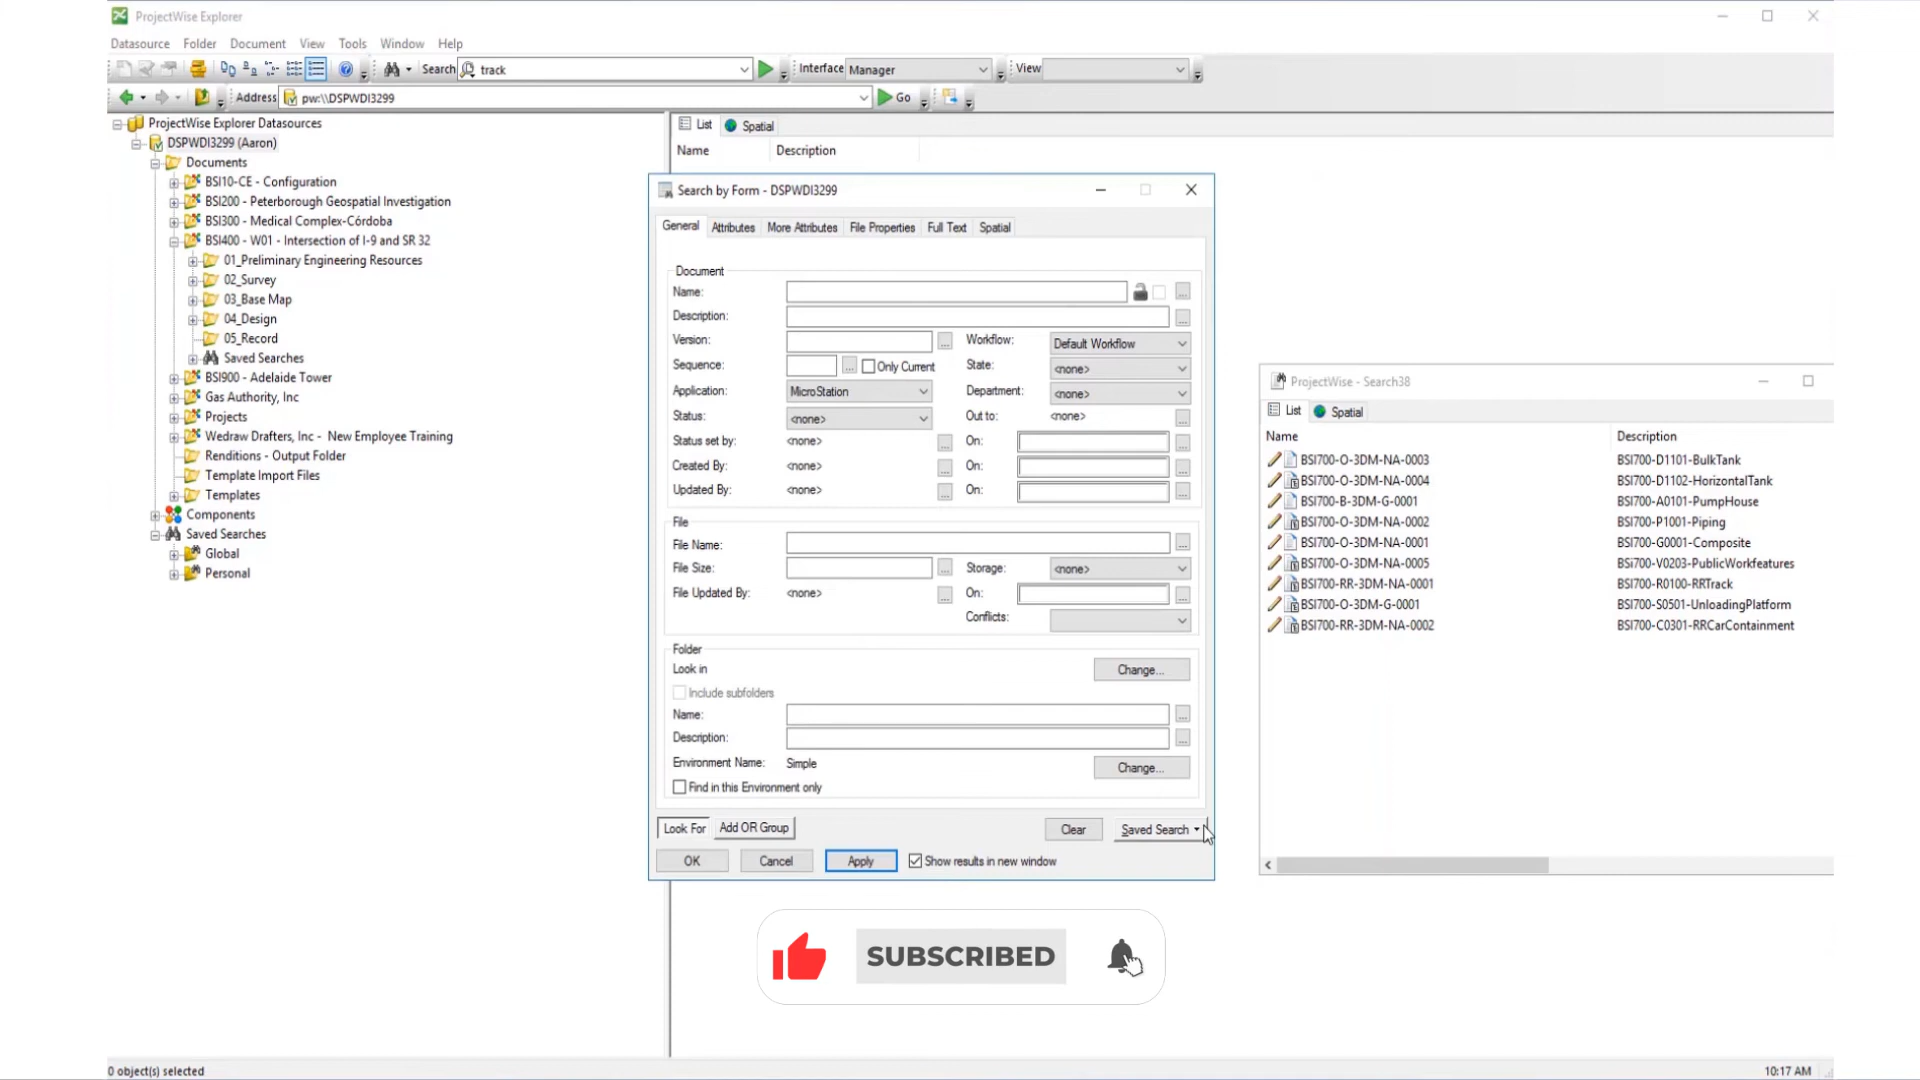 ProjectWise Explorer
Datasource Folder Document View Tools Window Help
Search track Interface Manager View
Address pw:\\DSPWDI3299 Go
ProjectWise Explorer Datasources
DSPWDI3299 (Aaron)
Documents
BSI10-CE - Configuration
BSI200 - Peterborough Geospatial Investigation
BSI300 - Medical Complex-Córdoba
BSI400 - W01 - Intersection of I-9 and SR 32
01_Preliminary Engineering Resources
02_Survey
03_Base Map
04_Design
05_Record
Saved Searches
BSI900 - Adelaide Tower
Gas Authority, Inc
Projects
Wedraw Drafters, Inc - New Employee Training
Renditions - Output Folder
Template Import Files
Templates
Components
Saved Searches
Global
Personal
List Spatial
Name Description
Search by Form - DSPWDI3299
General Attributes More Attributes File Properties Full Text Spatial
Document
Name: ...
Description: ...
Version: ... Workflow: Default Workflow
Sequence: ... Only Current State: <none>
Application: MicroStation Department: <none>
Status: <none> Out to: <none> ...
Status set by: <none> ... On: ...
Created By: <none> ... On: ...
Updated By: <none> ... On: ...
File
File Name: ...
File Size: ... Storage: <none>
File Updated By: <none> ... On: ...
Conflicts:
Folder
Look in Change...
Include subfolders
Name: ...
Description: ...
Environment Name: Simple Change...
Find in this Environment only
Look For Add OR Group Clear Saved Search
OK Cancel Apply Show results in new window
ProjectWise - Search38
List Spatial
Name Description
BSI700-O-3DM-NA-0003 BSI700-D1101-BulkTank
BSI700-O-3DM-NA-0004 BSI700-D1102-HorizontalTank
BSI700-B-3DM-G-0001 BSI700-A0101-PumpHouse
BSI700-O-3DM-NA-0002 BSI700-P1001-Piping
BSI700-O-3DM-NA-0001 BSI700-G0001-Composite
BSI700-O-3DM-NA-0005 BSI700-V0203-PublicWorkfeatures
BSI700-RR-3DM-NA-0001 BSI700-R0100-RRTrack
BSI700-O-3DM-G-0001 BSI700-S0501-UnloadingPlatform
BSI700-RR-3DM-NA-0002 BSI700-C0301-RRCarContainment
SUBSCRIBED
0 object(s) selected 10:17 AM